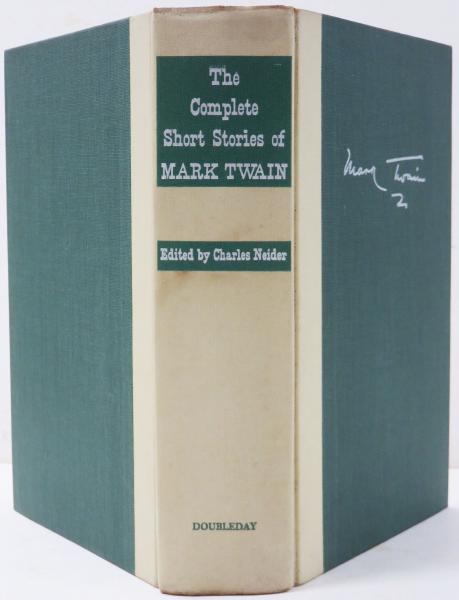 The
Complete
Short Stories of
MARK TWAIN
Edited by Charles Neider
DOUBLEDAY
Mark Twain